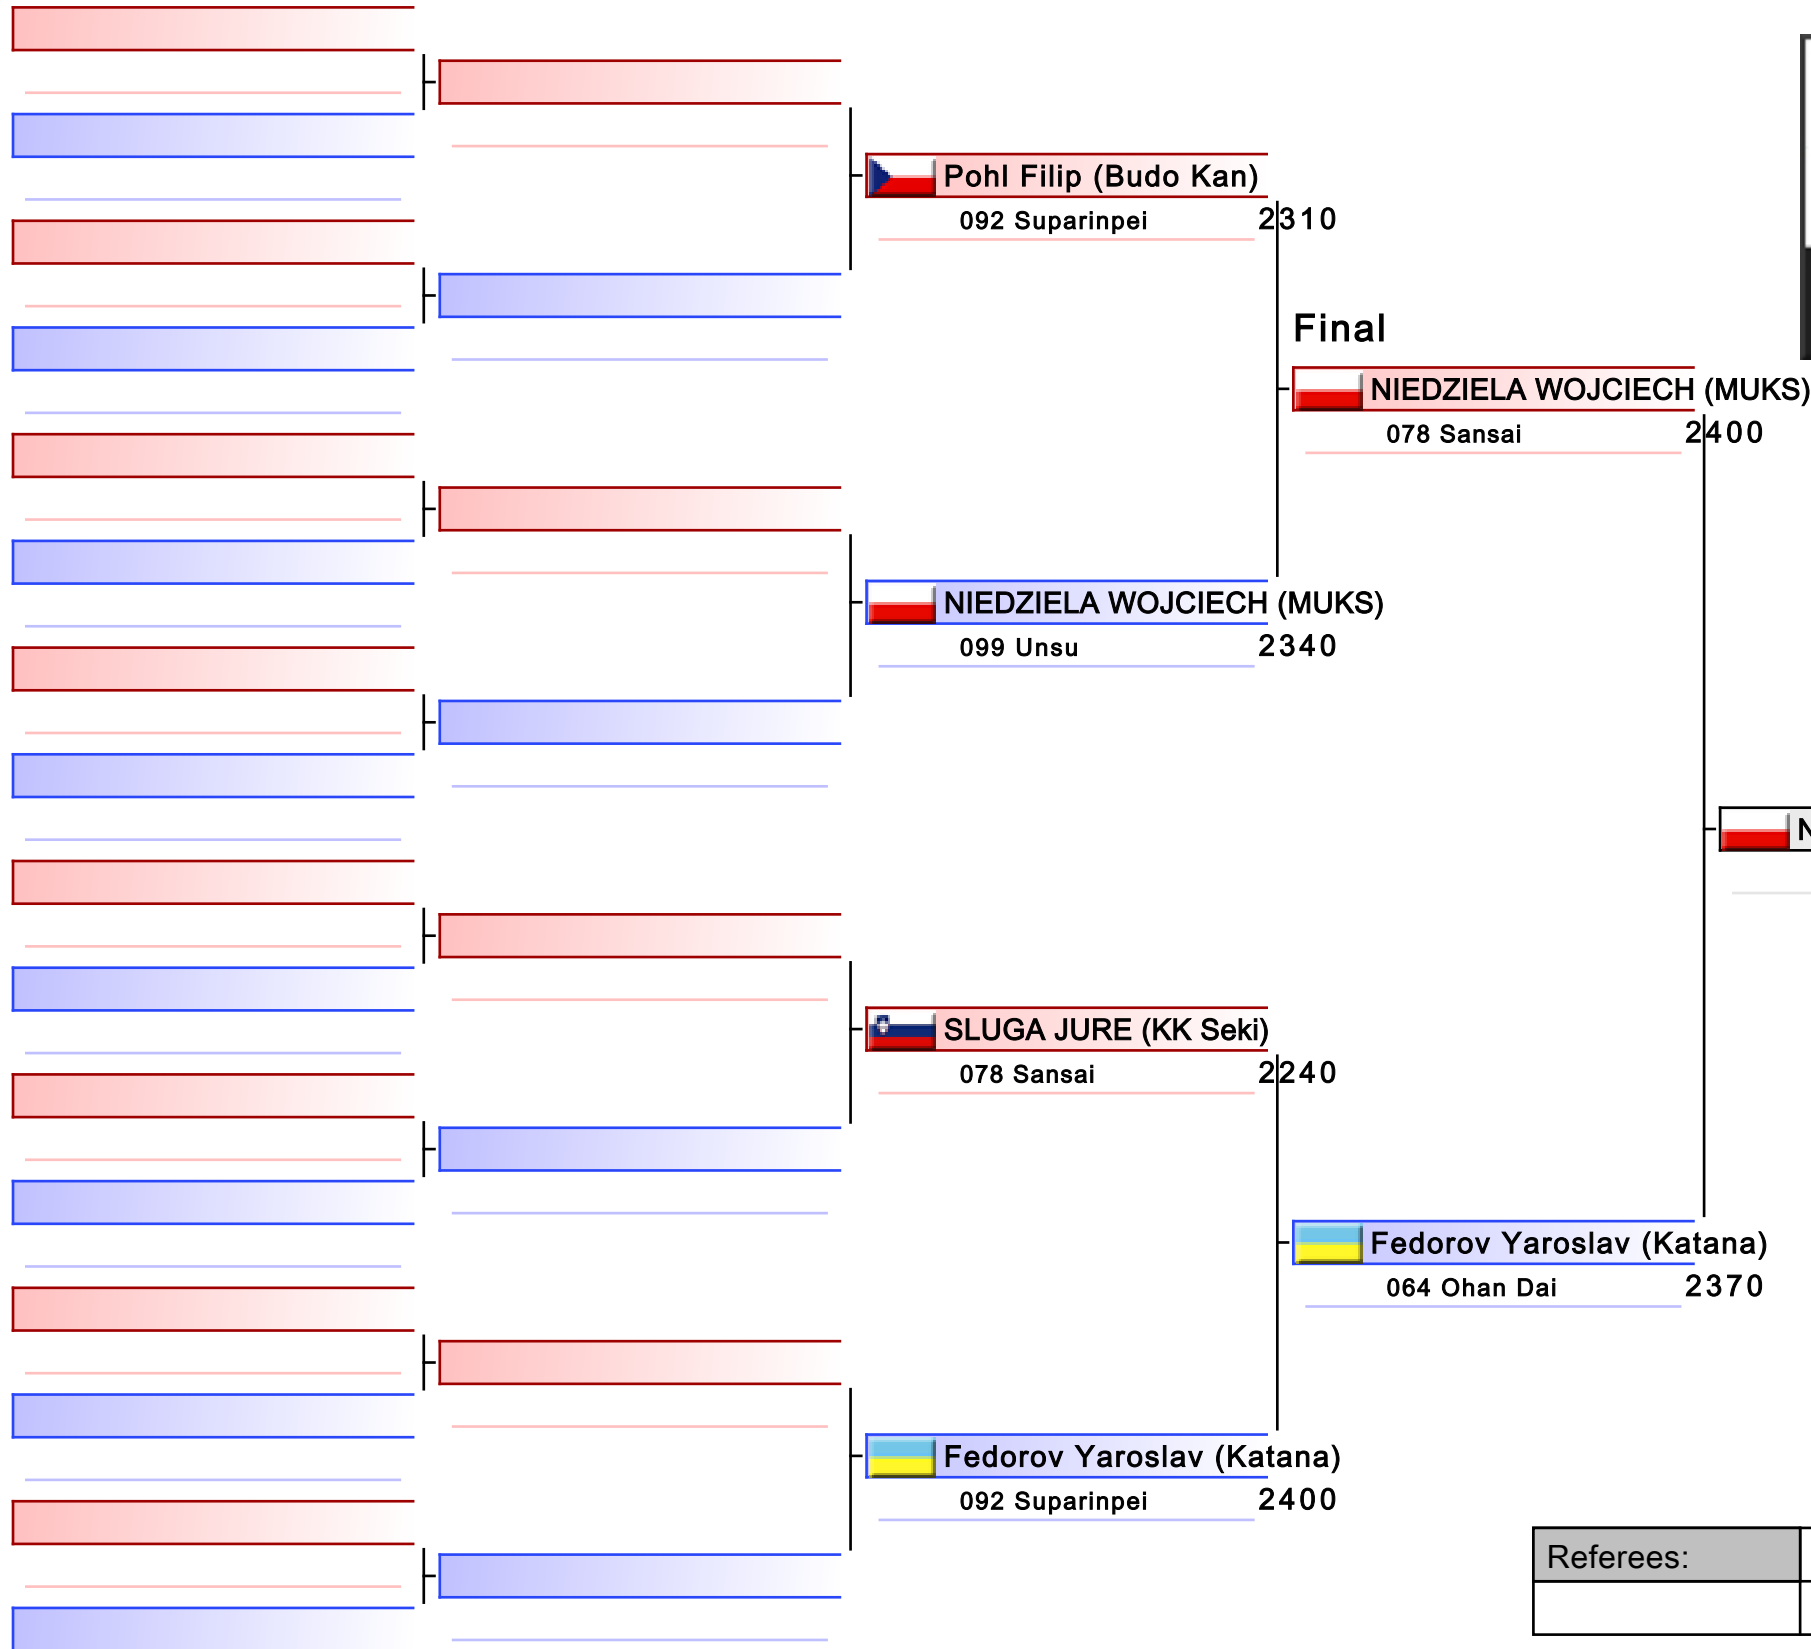 Pohl Filip (Budo Kan)
092 Suparinpei 2310
Final
NIEDZIELA WOJCIECH (MUKS)
078 Sansai 2400
NIEDZIELA WOJCIECH (MUKS)
099 Unsu 2340
N
SLUGA JURE (KK Seki)
078 Sansai 2240
Fedorov Yaroslav (Katana)
064 Ohan Dai 2370
Fedorov Yaroslav (Katana)
092 Suparinpei 2400
Referees: